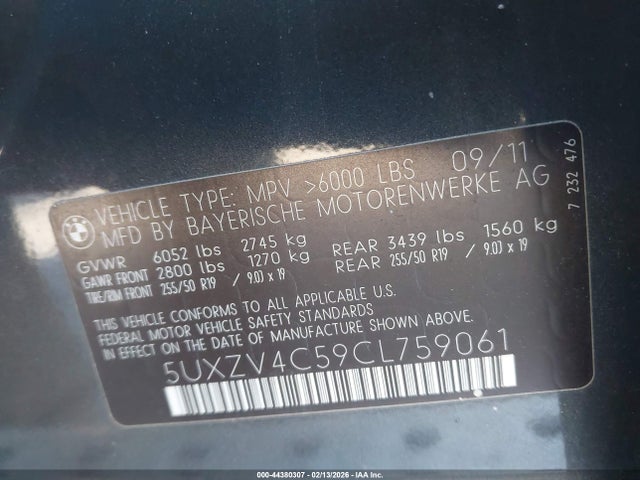 BMW
VEHICLE TYPE: MPV >6000 LBS 09/11
MFD BY BAYERISCHE MOTORENWERKE AG
GVWR 6052 lbs 2745 kg
GAWR FRONT 2800 lbs 1270 kg REAR 3439 lbs 1560 kg
TIRE/RIM FRONT 255/50 R19 / 9.0J x 19 REAR 255/50 R19 / 9.0J x 19
THIS VEHICLE CONFORMS TO ALL APPLICABLE U.S.
FEDERAL MOTOR VEHICLE SAFETY STANDARDS
IN EFFECT ON THE DATE OF MANUFACTURE SHOWN ABOVE.
5UXZV4C59CL759061
7 232 476
000-44380307 - 02/13/2026 - IAA Inc.